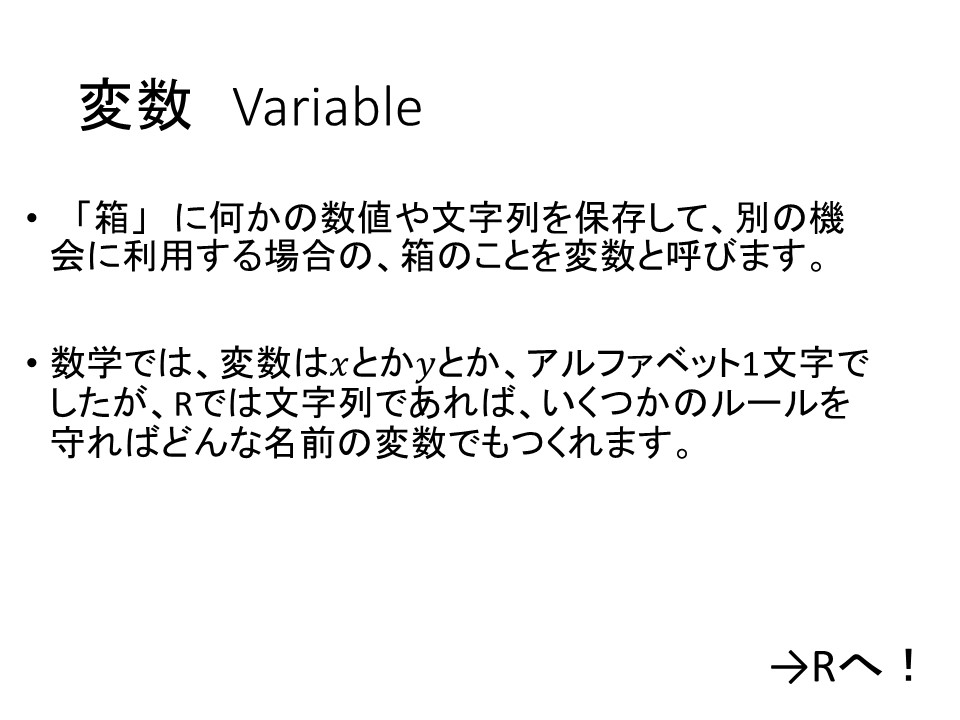 変数　Variable
• 「箱」 に何かの数値や文字列を保存して、別の機
会に利用する場合の、箱のことを変数と呼びます。
• 数学では、変数は𝑥とか𝑦とか、アルファベット1文字で
したが、Rでは文字列であれば、いくつかのルールを
守ればどんな名前の変数でもつくれます。
→Rへ！